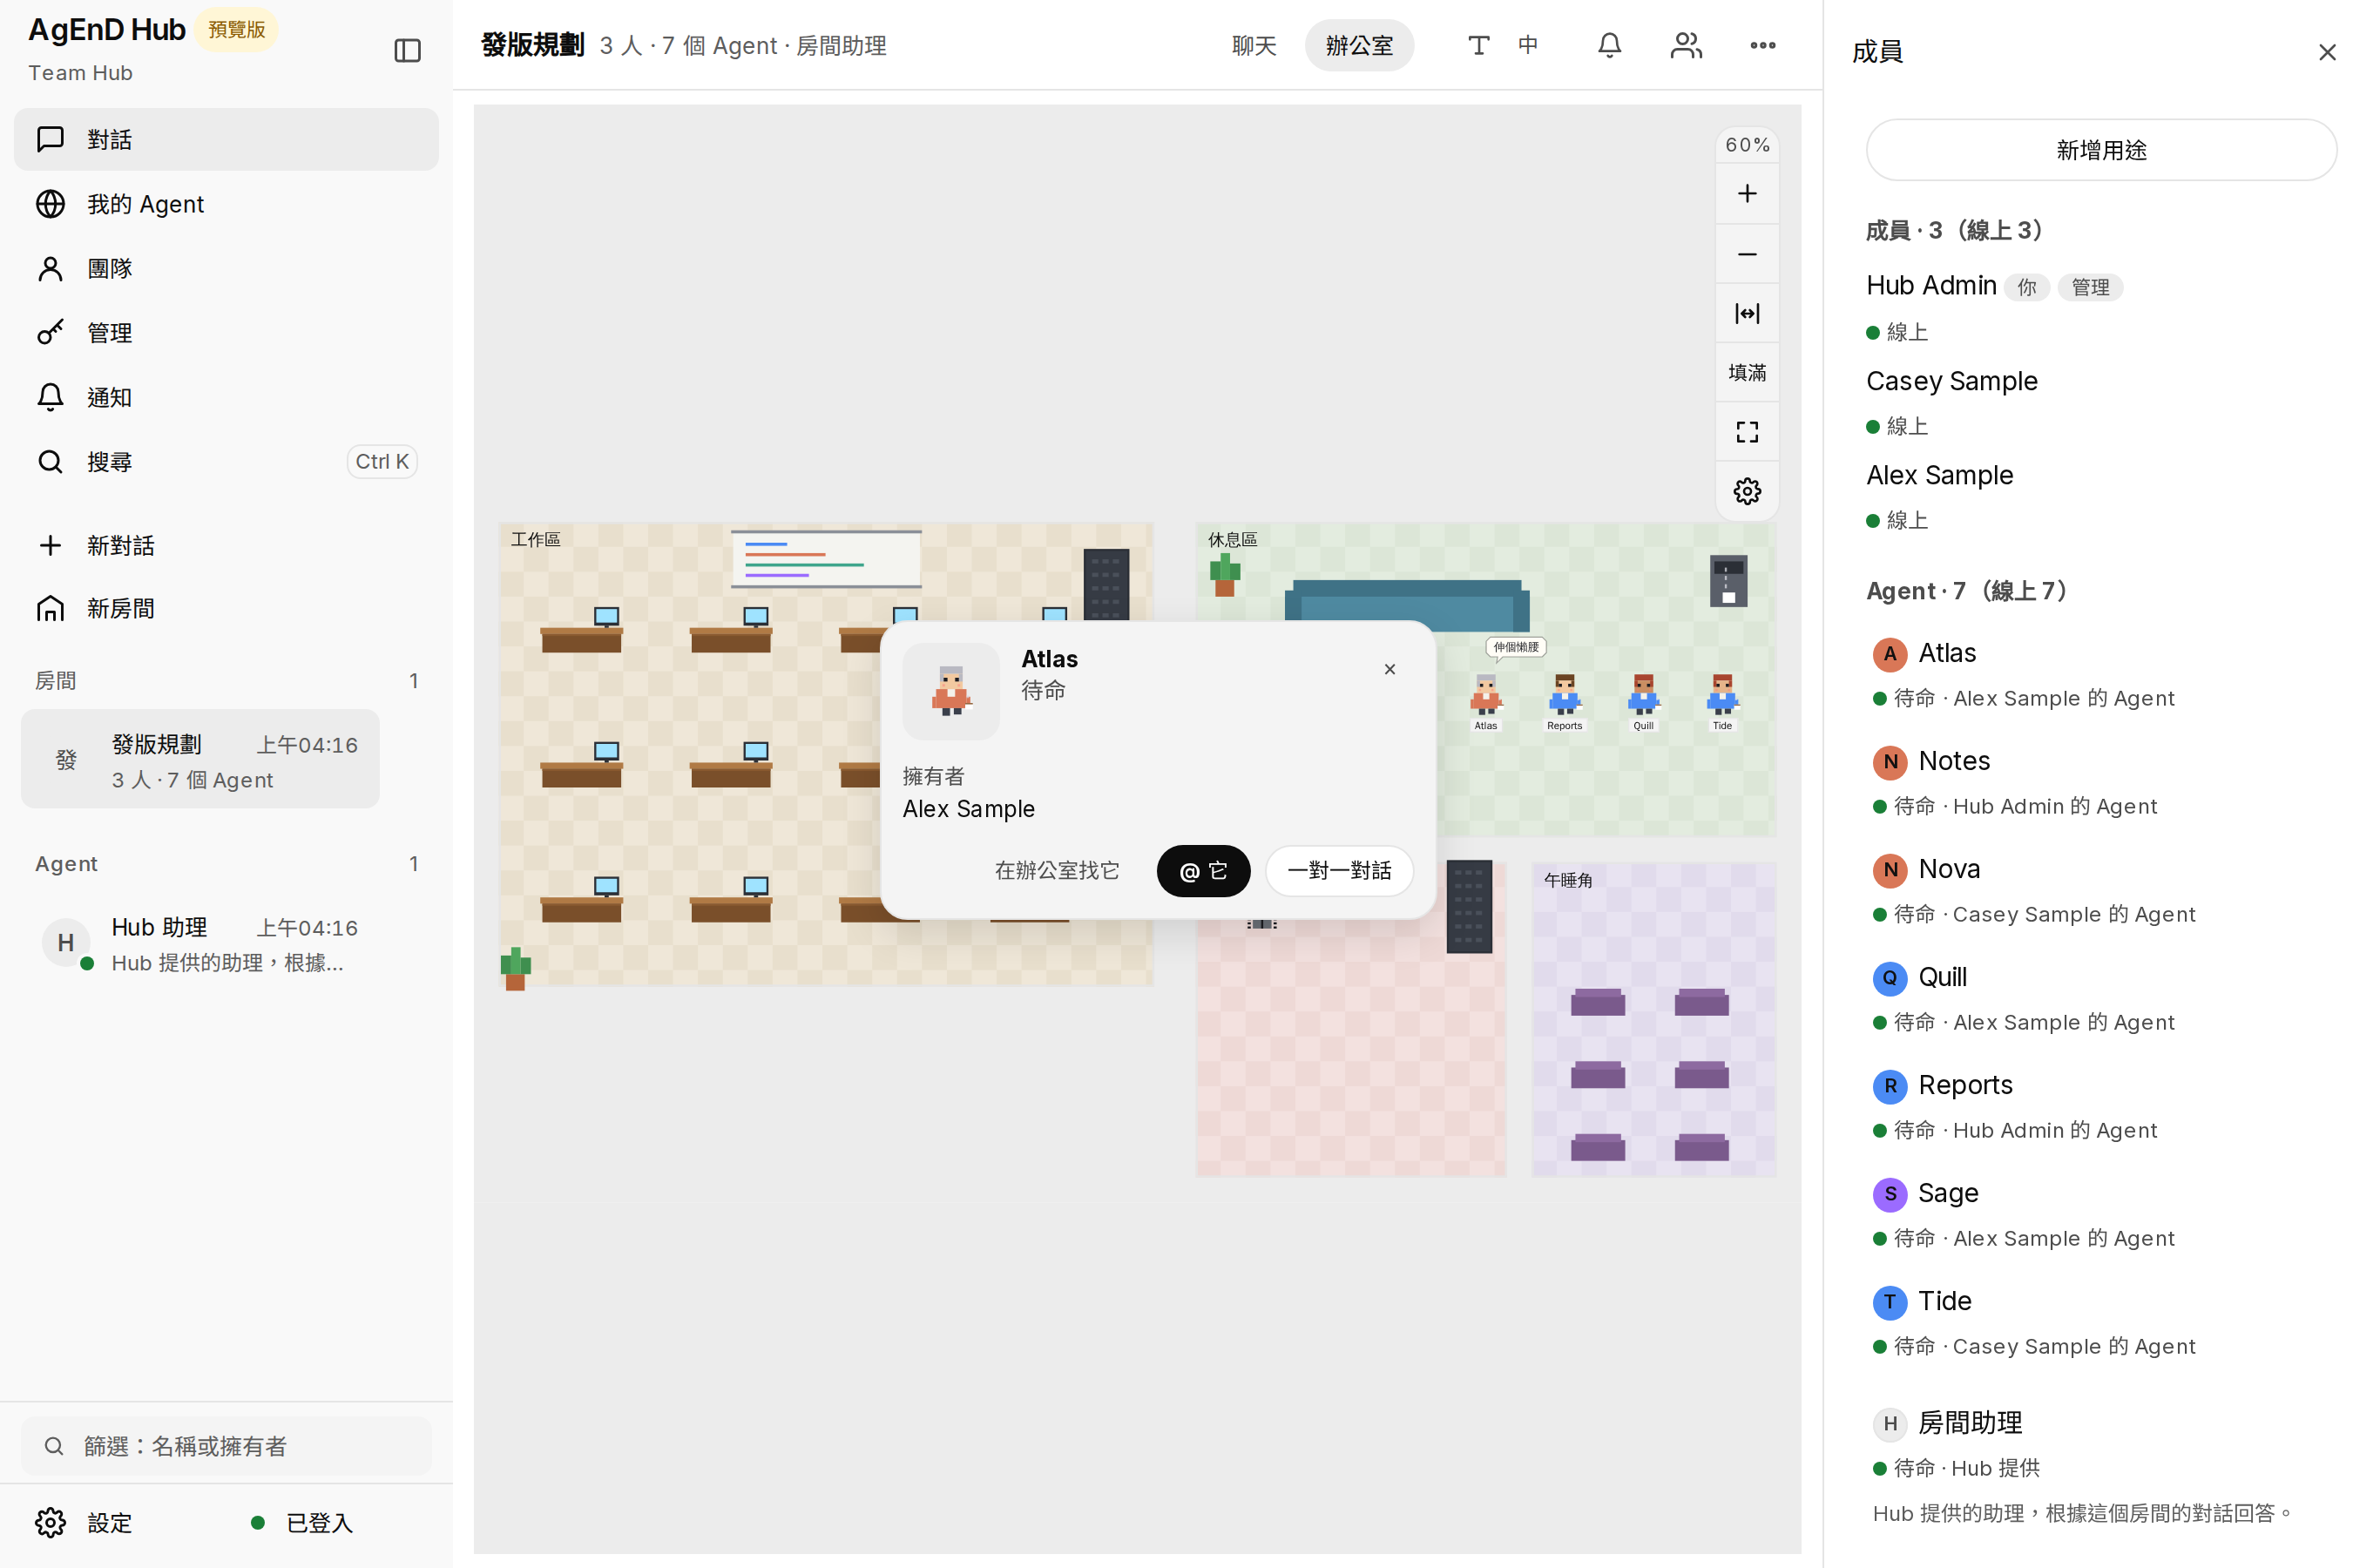 AgEnD Hub 預覽版
Team Hub
對話
我的 Agent
團隊
管理
通知
搜尋 Ctrl K
新對話
新房間
房間 1
發
發版規劃 上午04:16
3 人 · 7 個 Agent
Agent 1
H
Hub 助理 上午04:16
Hub 提供的助理，根據...
篩選：名稱或擁有者
設定 已登入
發版規劃 3 人 · 7 個 Agent · 房間助理
聊天 辦公室 中
60%
填滿
工作區
休息區
伸個懶腰
Atlas Reports Quill Tide
午睡角
Atlas
待命
擁有者
Alex Sample
在辦公室找它 @ 它 一對一對話
成員
新增用途
成員 · 3（線上 3）
Hub Admin 你 管理
線上
Casey Sample
線上
Alex Sample
線上
Agent · 7（線上 7）
A Atlas
待命 · Alex Sample 的 Agent
N Notes
待命 · Hub Admin 的 Agent
N Nova
待命 · Casey Sample 的 Agent
Q Quill
待命 · Alex Sample 的 Agent
R Reports
待命 · Hub Admin 的 Agent
S Sage
待命 · Alex Sample 的 Agent
T Tide
待命 · Casey Sample 的 Agent
H 房間助理
待命 · Hub 提供
Hub 提供的助理，根據這個房間的對話回答。